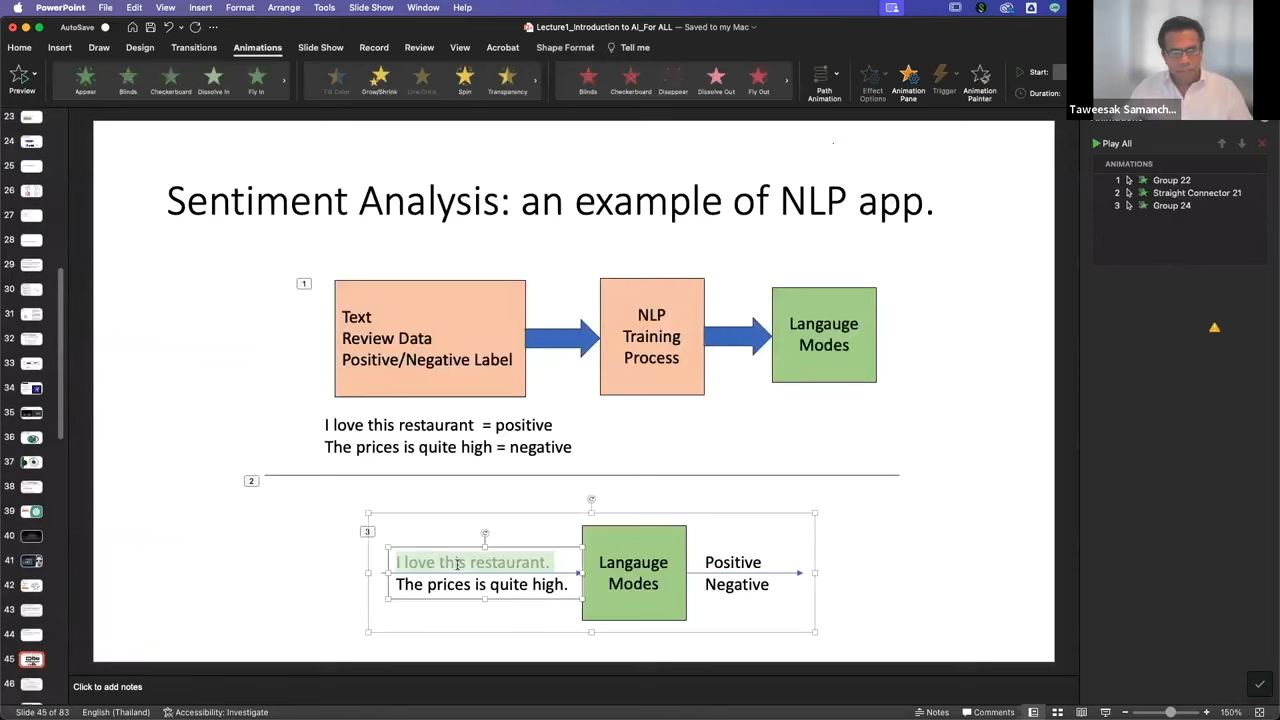 PowerPoint File Edit View Insert Format Arrange Tools Slide Show Window Help
AutoSave Lecture1_Introduction to AI_For ALL — Saved to my Mac
Home Insert Draw Design Transitions Animations Slide Show Record Review View Acrobat Shape Format Tell me
Preview Appear Blinds Checkerboard Dissolve In Fly In Fill Color Grow/Shrink Line Color Spin Transparency Blinds Checkerboard Disappear Dissolve Out Fly Out Path Animation Effect Options Animation Pane Trigger Animation Painter
Start:
Duration:
Taweesak Samanch...
Play All
ANIMATIONS
1 Group 22
2 Straight Connector 21
3 Group 24
23
24
25
26
27
28
29
30
31
32
33
34
35
36
37
38
39
40
41
42
43
44
45
46
Sentiment Analysis: an example of NLP app.
1
Text
Review Data
Positive/Negative Label
NLP
Training
Process
Langauge
Modes
I love this restaurant = positive
The prices is quite high = negative
2
3
I love this restaurant.
The prices is quite high.
Langauge
Modes
Positive
Negative
Click to add notes
Slide 45 of 83 English (Thailand) Accessibility: Investigate Notes Comments 150%